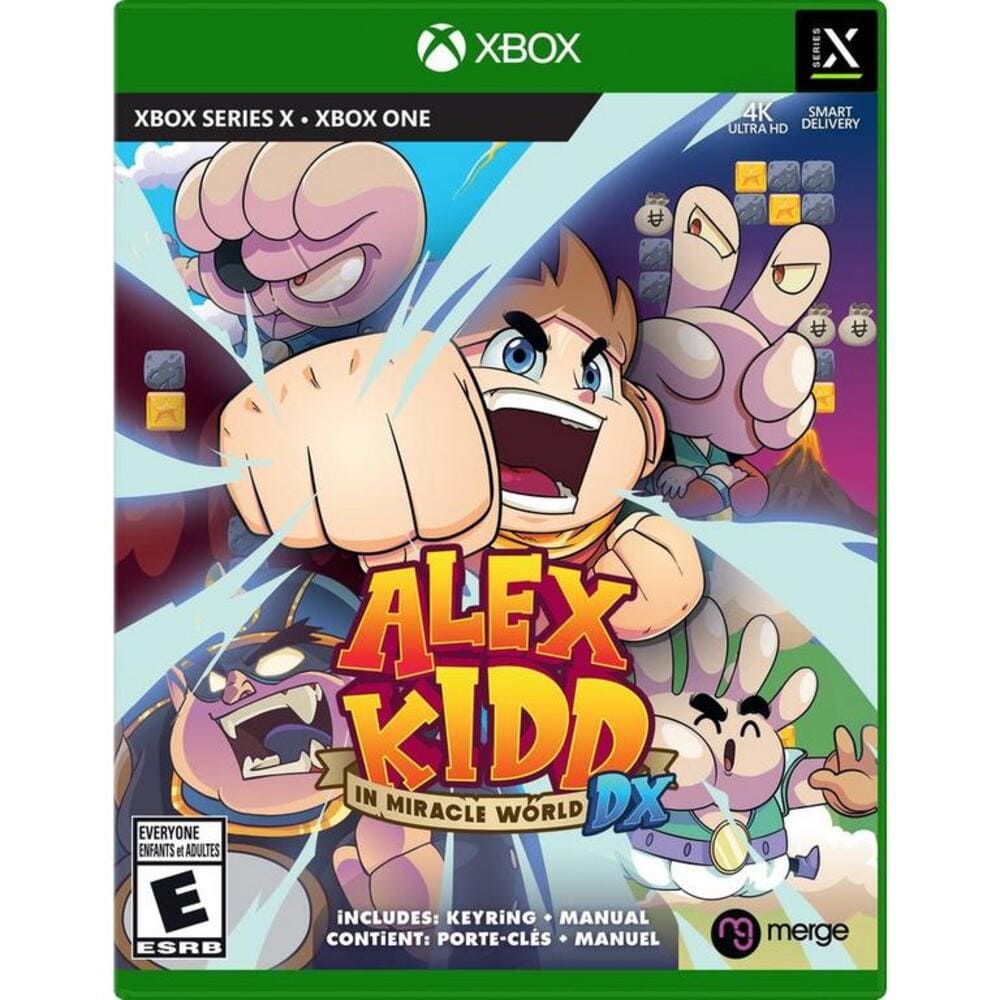 XBOX
SERIES X
XBOX SERIES X • XBOX ONE
4K
ULTRA HD
SMART
DELIVERY
ALEX
KIDD
IN MIRACLE WORLD DX
EVERYONE
ENFANTS et ADULTES
E
ESRB
iNCLUDES: KEYRiNG • MANUAL
CONTiENT: PORTE-CLÉS • MANUEL
merge